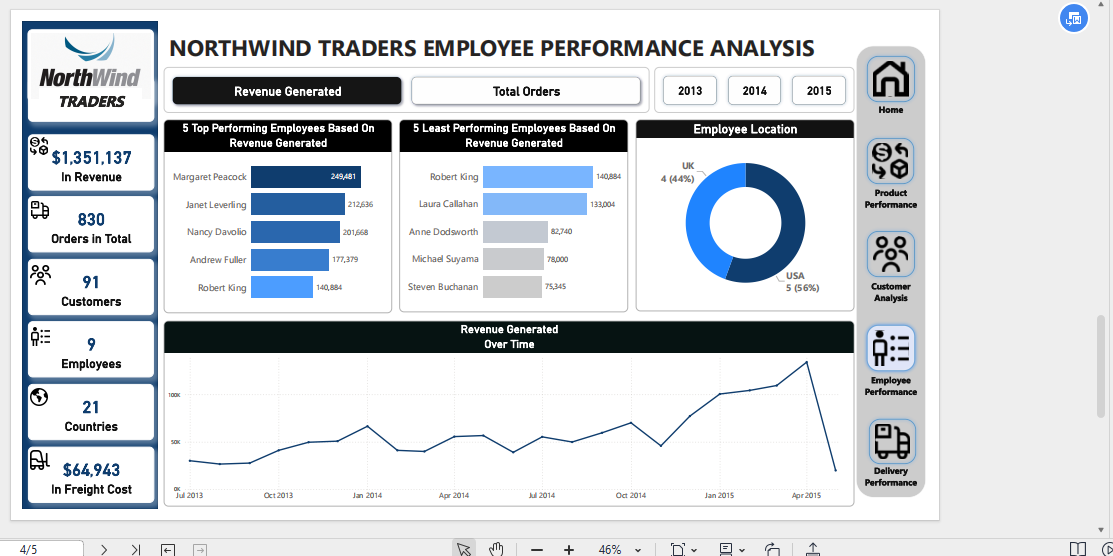 NORTHWIND TRADERS EMPLOYEE PERFORMANCE ANALYSIS
NorthWind
TRADERS
$1,351,137
In Revenue
830
Orders in Total
91
Customers
9
Employees
21
Countries
$64,943
In Freight Cost
Revenue Generated
Total Orders
2013
2014
2015
5 Top Performing Employees Based On
Revenue Generated
Margaret Peacock 249,481
Janet Leverling 212,636
Nancy Davolio 201,668
Andrew Fuller 177,379
Robert King 140,884
5 Least Performing Employees Based On
Revenue Generated
Robert King 140,884
Laura Callahan 133,004
Anne Dodsworth 82,740
Michael Suyama 78,000
Steven Buchanan 75,345
Employee Location
UK
4 (44%)
USA
5 (56%)
Revenue Generated
Over Time
100K
50K
0K
Jul 2013 Oct 2013 Jan 2014 Apr 2014 Jul 2014 Oct 2014 Jan 2015 Apr 2015
Home
Product
Performance
Customer
Analysis
Employee
Performance
Delivery
Performance
4/5
46%